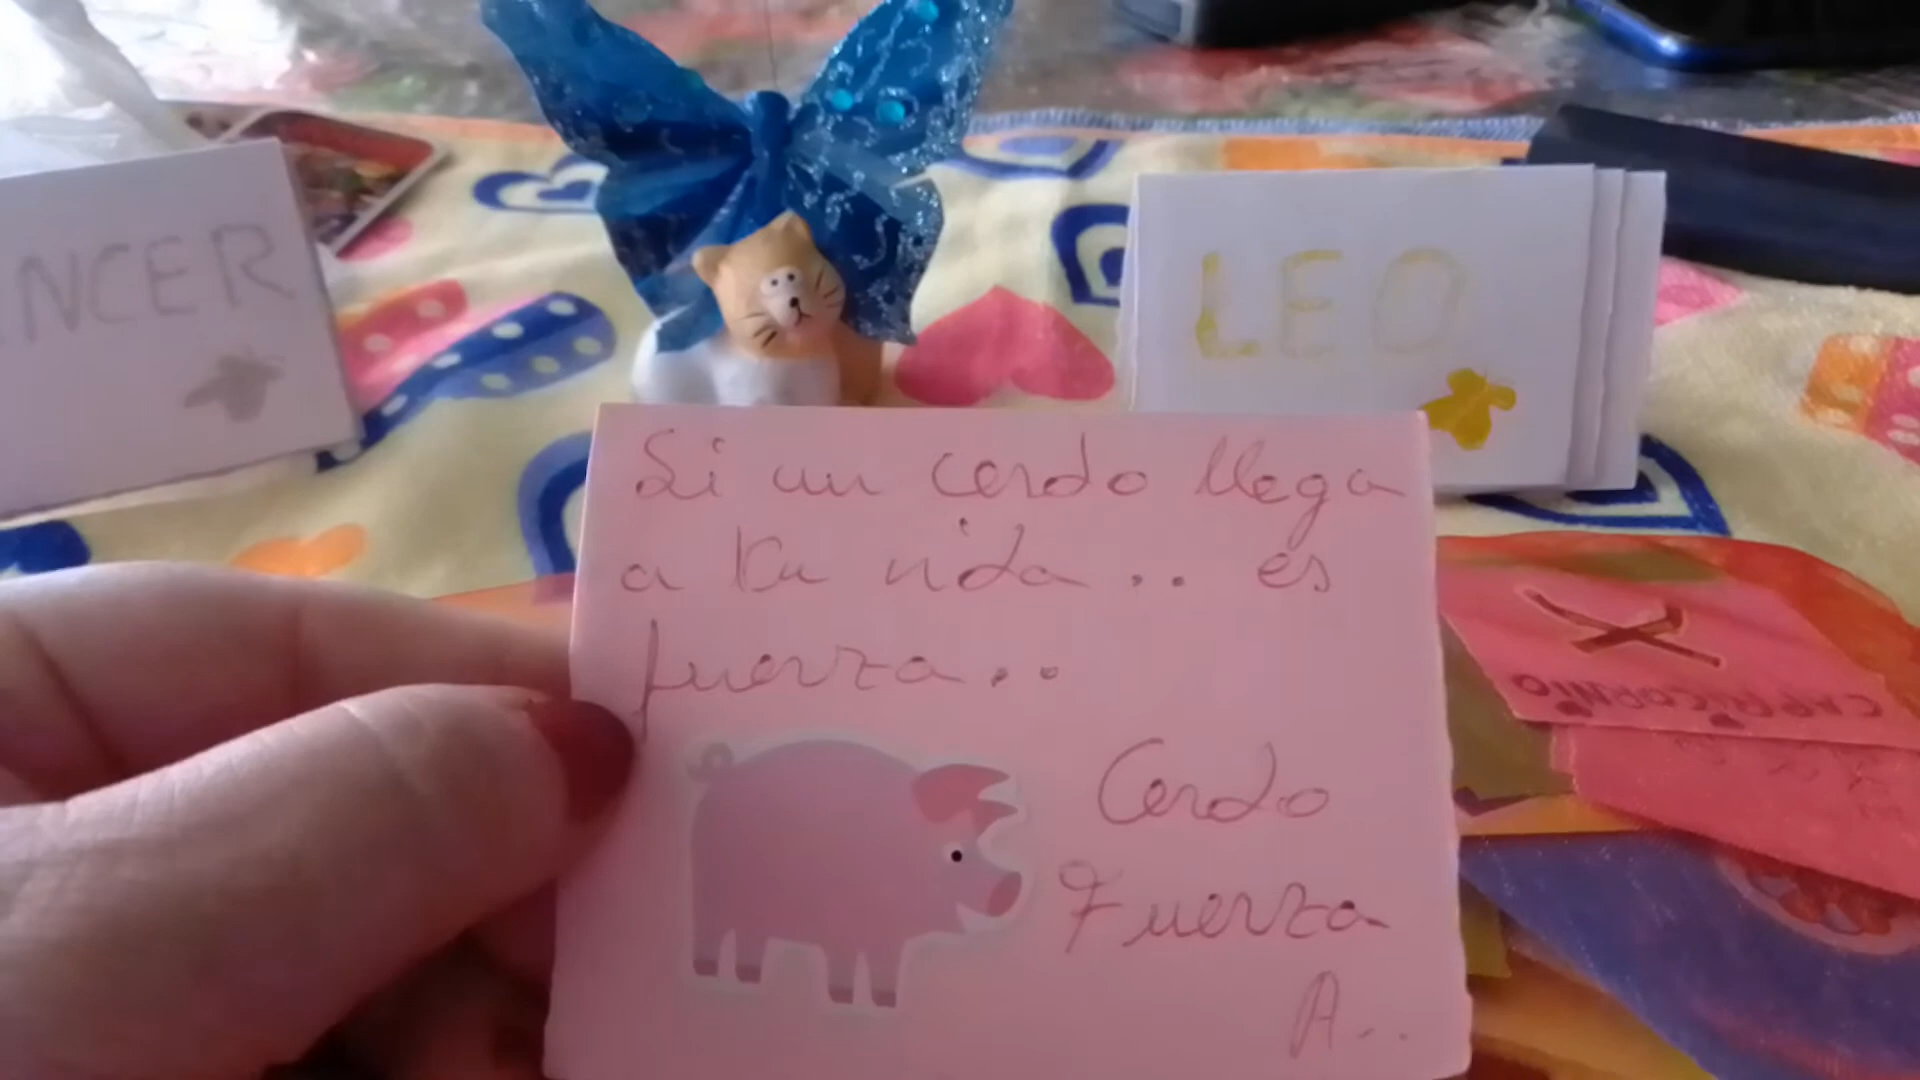 NCER
LEO
Si un cerdo llega
a tu vida.. es
fuerza..
Cerdo
Fuerza
A..
CAPRICORNIO